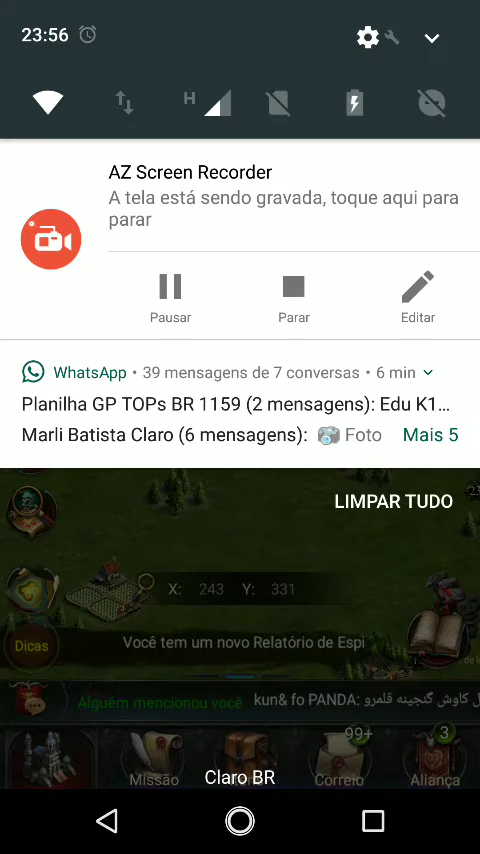 23:56
H
AZ Screen Recorder
A tela está sendo gravada, toque aqui para
parar
Pausar
Parar
Editar
WhatsApp • 39 mensagens de 7 conversas • 6 min
Planilha GP TOPs BR 1159 (2 mensagens): Edu K1...
Marli Batista Claro (6 mensagens): Foto Mais 5
LIMPAR TUDO
X: 243 Y: 331
Dicas
Você tem um novo Relatório de Espi
Alguém mencionou você
kun& fo PANDA: ل کاوش گنجینه قلمرو
99+
3
Missão
Correio
Aliança
Claro BR